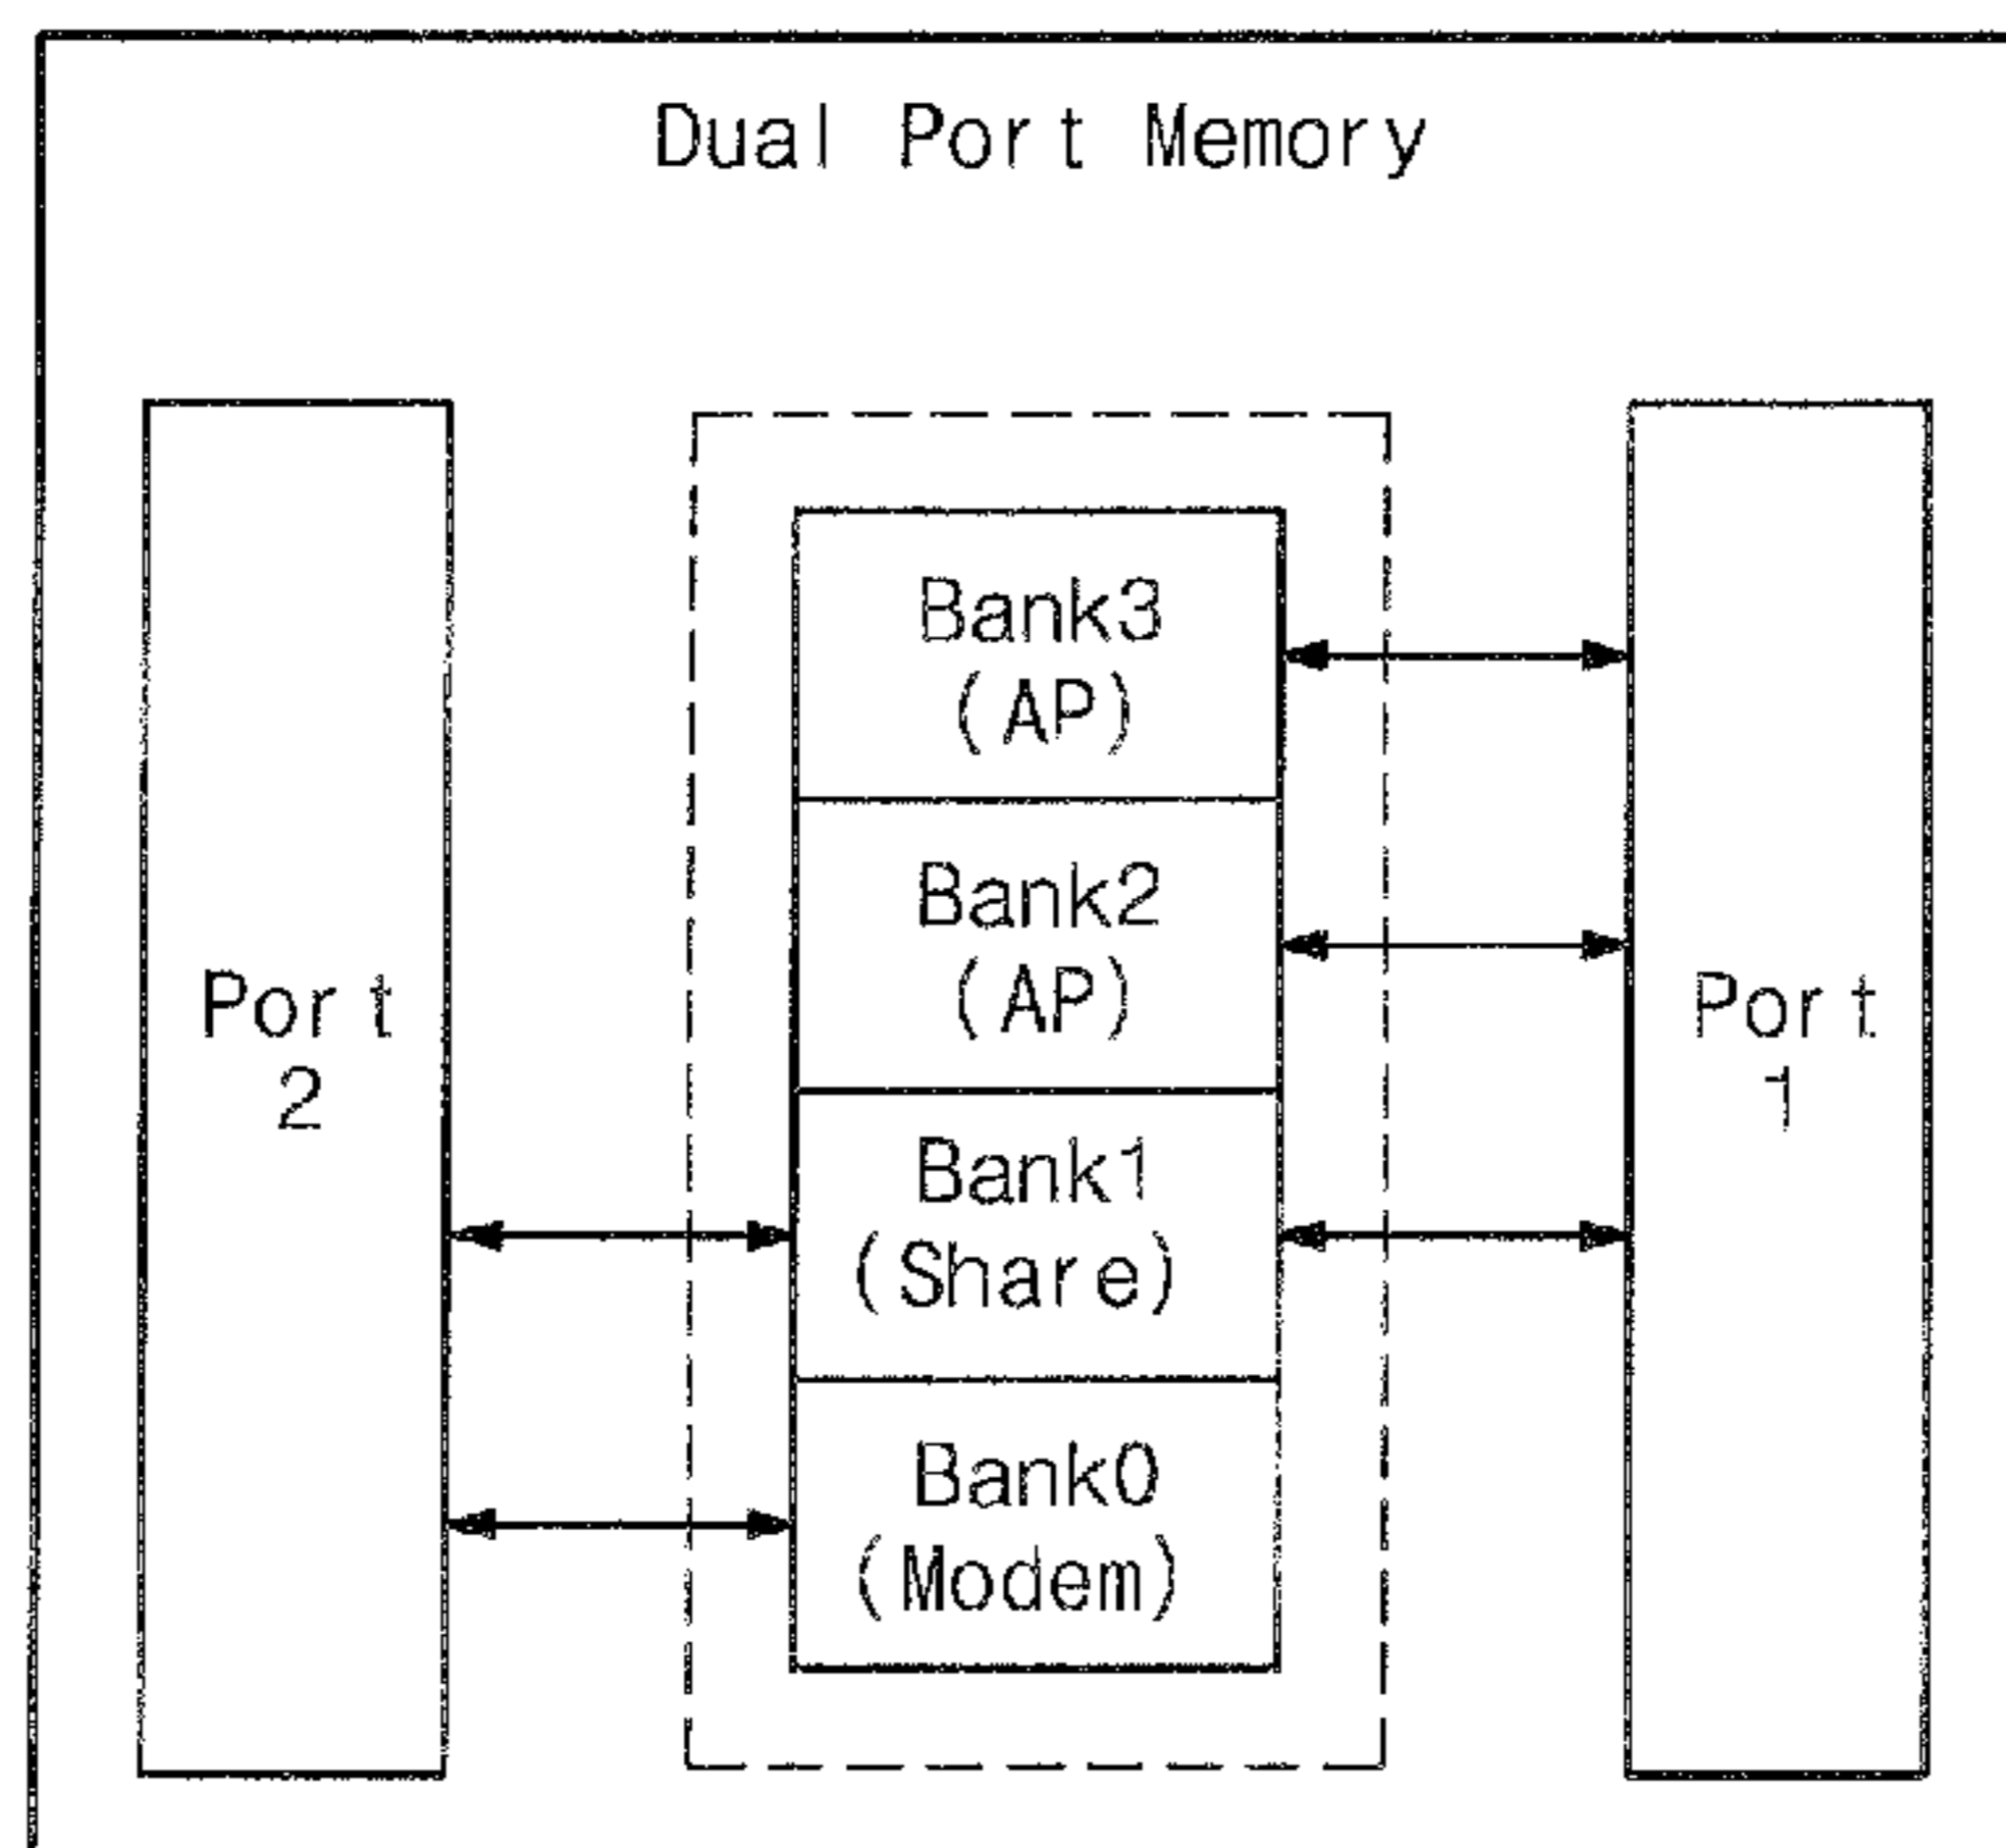 Dual Port Memory
Port
2
Bank3
(AP)
Bank2
(AP)
Bank1
(Share)
Bank0
(Modem)
Port
1